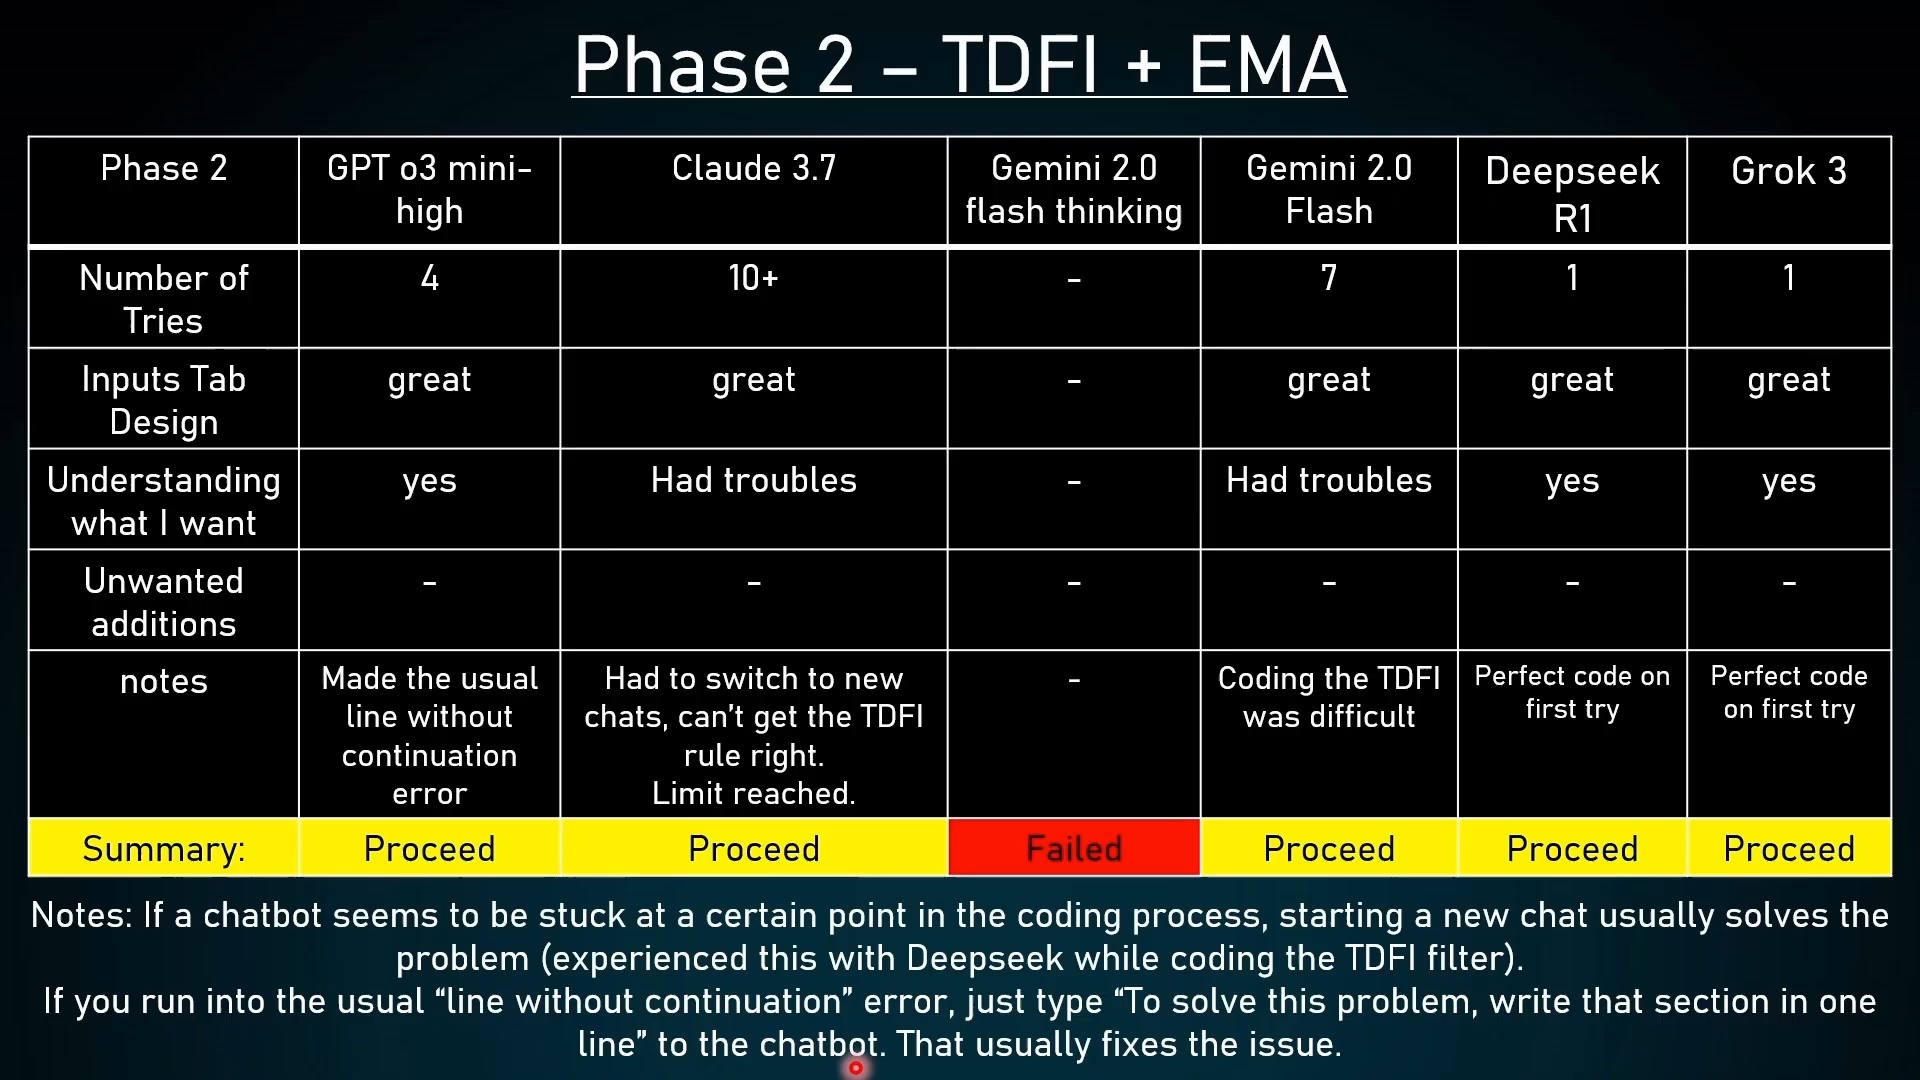 Phase 2 – TDFI + EMA
Phase 2
GPT o3 mini-
high
Claude 3.7
Gemini 2.0
flash thinking
Gemini 2.0
Flash
Deepseek
R1
Grok 3
Number of
Tries
4
10+
-
7
1
1
Inputs Tab
Design
great
great
-
great
great
great
Understanding
what I want
yes
Had troubles
-
Had troubles
yes
yes
Unwanted
additions
-
-
-
-
-
-
notes
Made the usual
line without
continuation
error
Had to switch to new
chats, can’t get the TDFI
rule right.
Limit reached.
-
Coding the TDFI
was difficult
Perfect code on
first try
Perfect code
on first try
Summary:
Proceed
Proceed
Failed
Proceed
Proceed
Proceed
Notes: If a chatbot seems to be stuck at a certain point in the coding process, starting a new chat usually solves the
problem (experienced this with Deepseek while coding the TDFI filter).
If you run into the usual “line without continuation” error, just type “To solve this problem, write that section in one
line” to the chatbot. That usually fixes the issue.